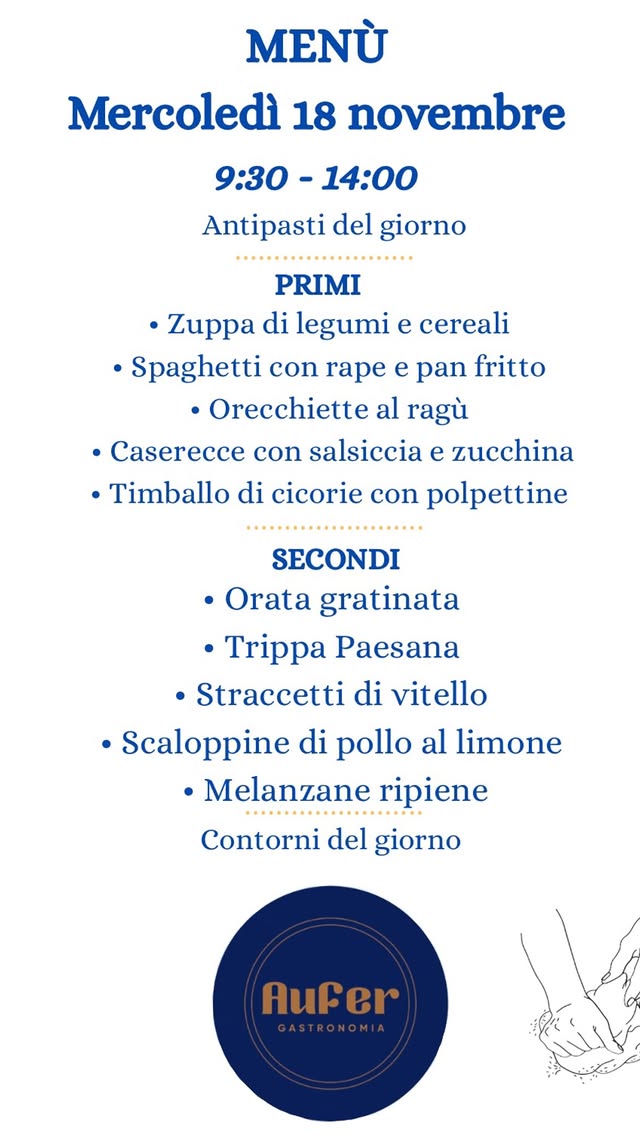 MENÙ
Mercoledì 18 novembre
9:30 - 14:00
Antipasti del giorno
PRIMI
• Zuppa di legumi e cereali
• Spaghetti con rape e pan fritto
• Orecchiette al ragù
• Caserecce con salsiccia e zucchina
• Timballo di cicorie con polpettine
SECONDI
• Orata gratinata
• Trippa Paesana
• Straccetti di vitello
• Scaloppine di pollo al limone
• Melanzane ripiene
Contorni del giorno
AuFer
GASTRONOMIA